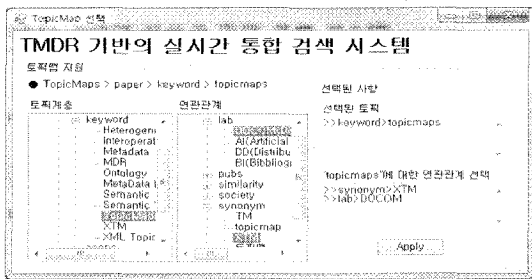 TopicMap 선택
TMDR 기반의 실시간 통합 검색 시스템
토픽맵 지원
● TopicMaps > paper > keyword > topicmaps
토픽계층
keyword
Heterogeni
Interoperat
Metadata
MDR
Ontology
MetaData
Semantic
Semantic
XTM
XML Topic
연관관계
lab
AI(Artificial
DD(Distribu
BI(Bibbliogi
pubs
similarity
society
synonym
TM
topicmap
선택된 사항
선택된 토픽
>>keyword>topicmaps
'topicmaps'에 대한 연관관계 선택
>>synonym>XTM
>>lab>DOCOM
Apply